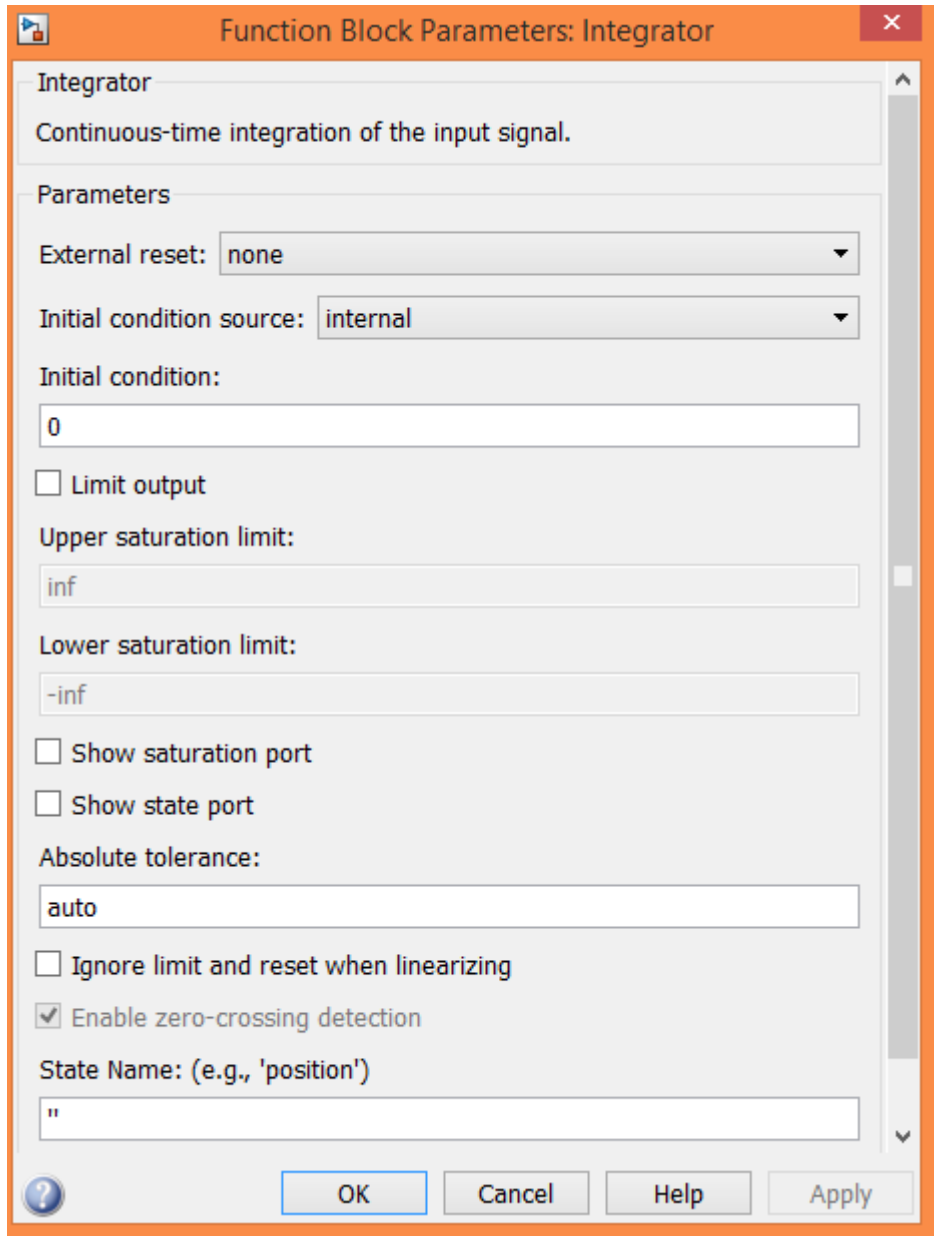 Function Block Parameters: Integrator
Integrator
Continuous-time integration of the input signal.
Parameters
External reset: none
Initial condition source: internal
Initial condition:
0
Limit output
Upper saturation limit:
inf
Lower saturation limit:
-inf
Show saturation port
Show state port
Absolute tolerance:
auto
Ignore limit and reset when linearizing
Enable zero-crossing detection
State Name: (e.g., 'position')
''
OK Cancel Help Apply